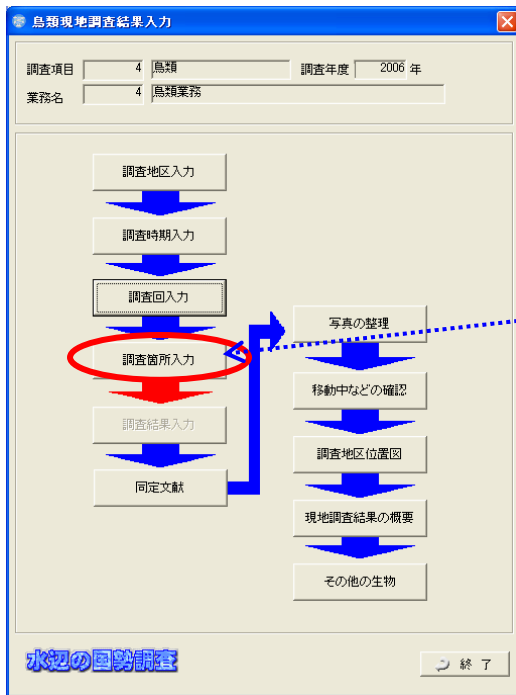 鳥類現地調査結果入力
調査項目 4 鳥類 調査年度 2006 年
業務名 4 鳥類業務
調査地区入力
調査時期入力
調査回入力
調査箇所入力
調査結果入力
同定文献
写真の整理
移動中などの確認
調査地区位置図
現地調査結果の概要
その他の生物
水辺の国勢調査
終 了